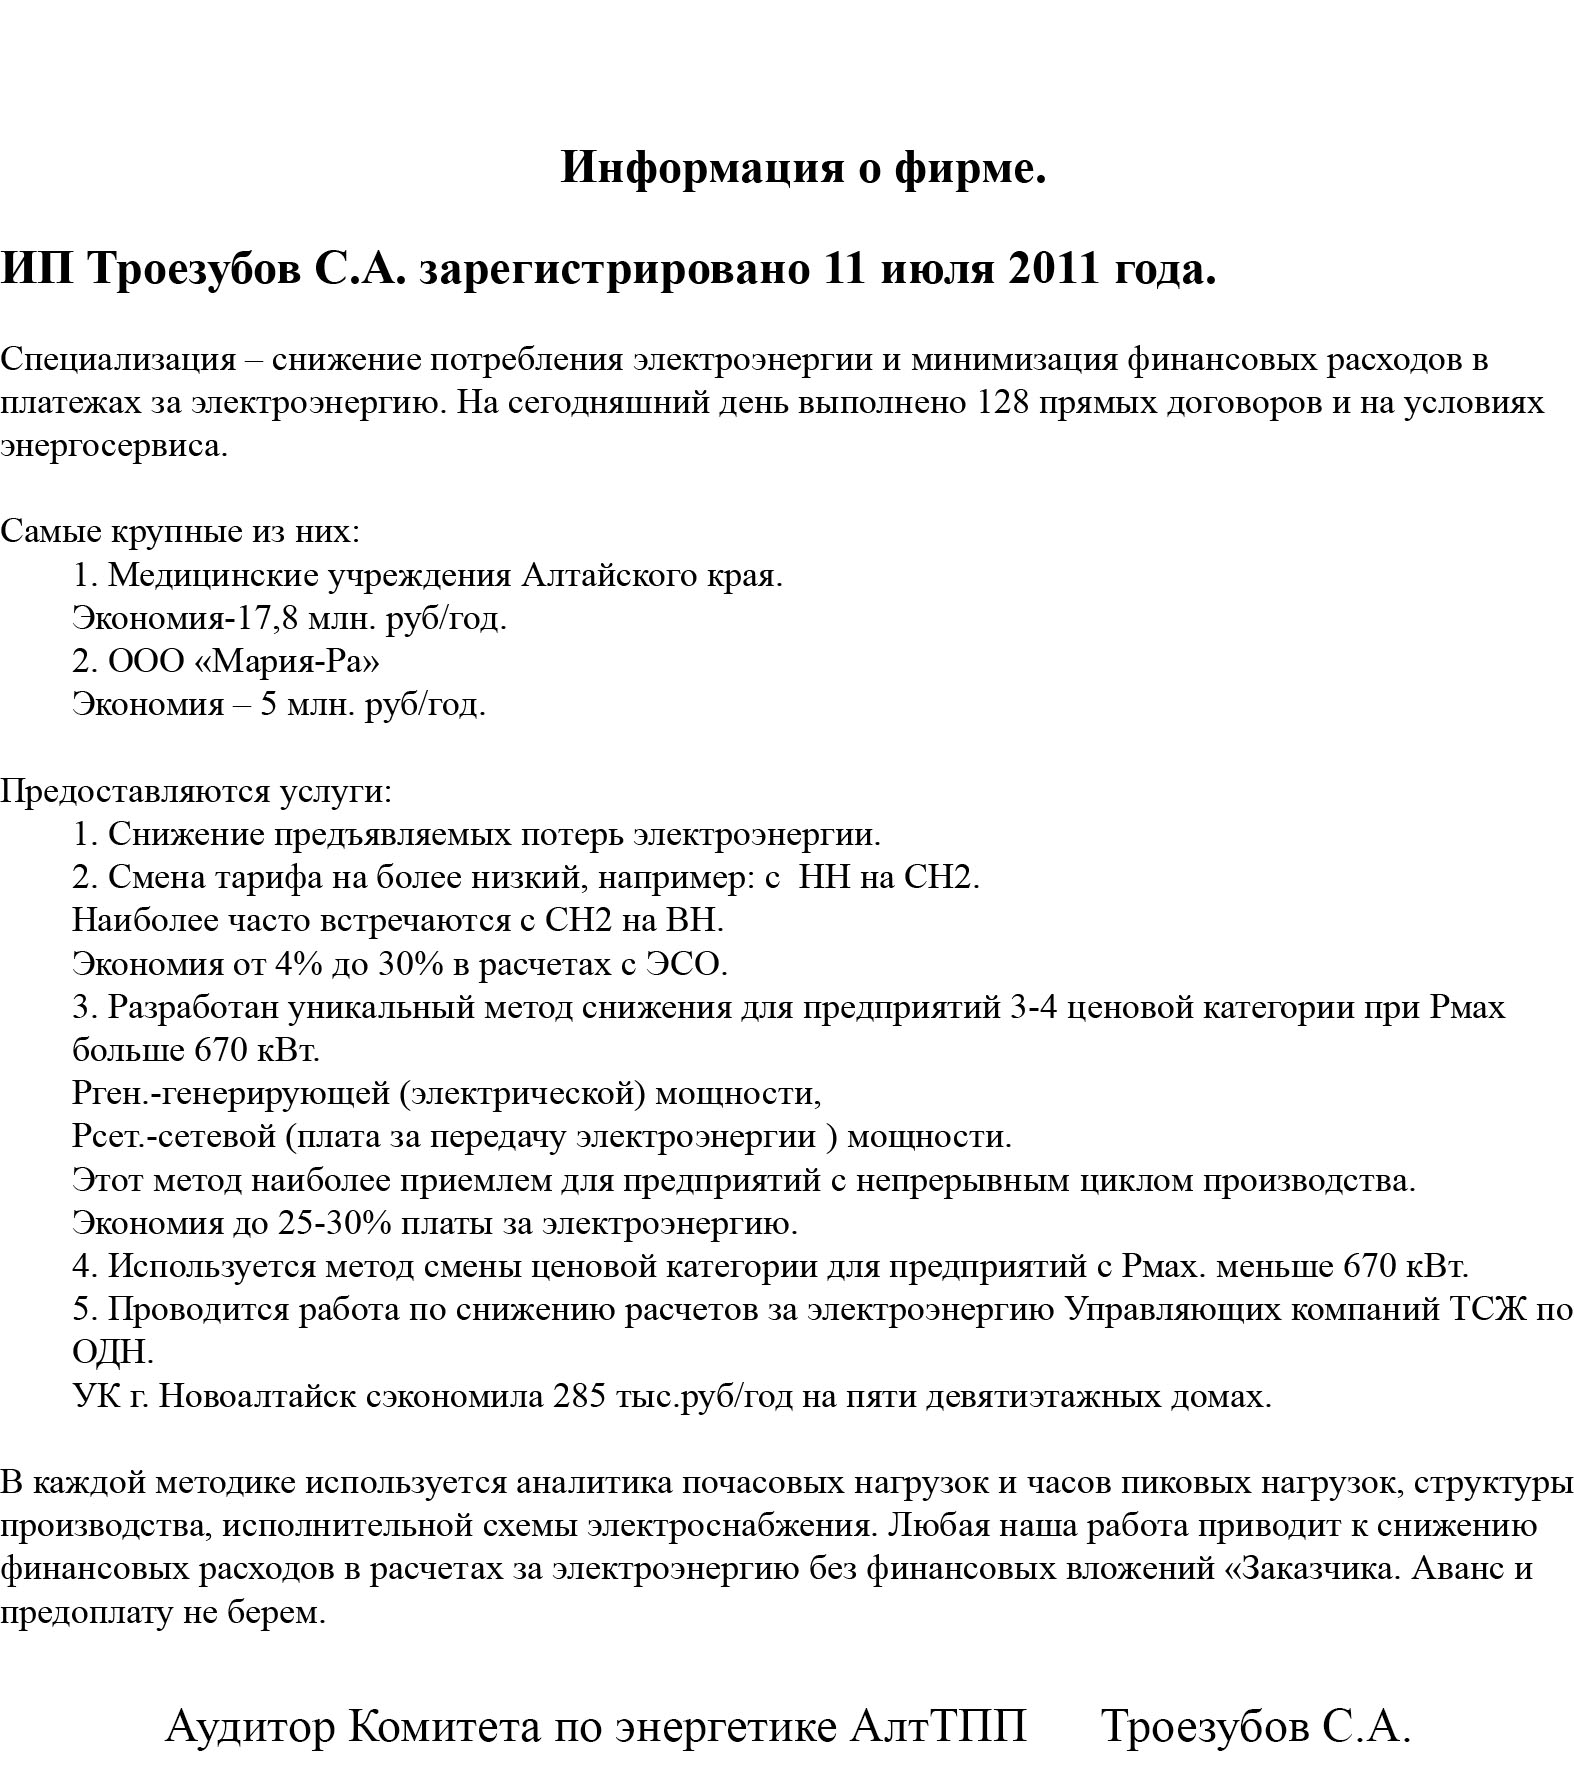 Информация о фирме.
ИП Троезубов С.А. зарегистрировано 11 июля 2011 года.
Специализация – снижение потребления электроэнергии и минимизация финансовых расходов в
платежах за электроэнергию. На сегодняшний день выполнено 128 прямых договоров и на условиях
энергосервиса.
Самые крупные из них:
1. Медицинские учреждения Алтайского края.
Экономия-17,8 млн. руб/год.
2. ООО «Мария-Ра»
Экономия – 5 млн. руб/год.
Предоставляются услуги:
1. Снижение предъявляемых потерь электроэнергии.
2. Смена тарифа на более низкий, например: с  НН на СН2.
Наиболее часто встречаются с СН2 на ВН.
Экономия от 4% до 30% в расчетах с ЭСО.
3. Разработан уникальный метод снижения для предприятий 3-4 ценовой категории при Рмах
больше 670 кВт.
Рген.-генерирующей (электрической) мощности,
Рсет.-сетевой (плата за передачу электроэнергии ) мощности.
Этот метод наиболее приемлем для предприятий с непрерывным циклом производства.
Экономия до 25-30% платы за электроэнергию.
4. Используется метод смены ценовой категории для предприятий с Рмах. меньше 670 кВт.
5. Проводится работа по снижению расчетов за электроэнергию Управляющих компаний ТСЖ по
ОДН.
УК г. Новоалтайск сэкономила 285 тыс.руб/год на пяти девятиэтажных домах.
В каждой методике используется аналитика почасовых нагрузок и часов пиковых нагрузок, структуры
производства, исполнительной схемы электроснабжения. Любая наша работа приводит к снижению
финансовых расходов в расчетах за электроэнергию без финансовых вложений «Заказчика. Аванс и
предоплату не берем.
Аудитор Комитета по энергетике АлтТПП      Троезубов С.А.